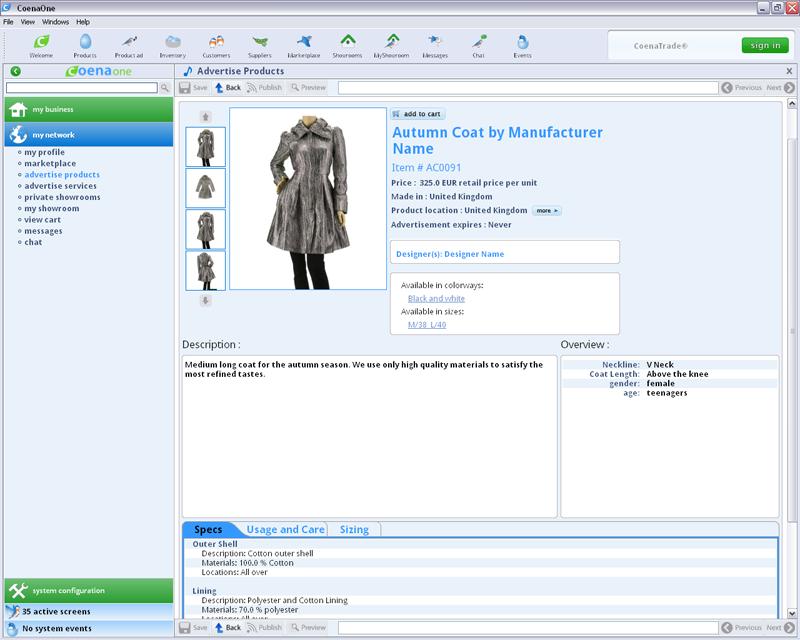 CoenaOne
File View Windows Help
Welcome Products Product ad Inventory Customers Suppliers Marketplace Showrooms MyShowroom Messages Chat Events
CoenaTrade®
sign in
Coenaone
Advertise Products
Save Back Publish Preview Previous Next
my business
my network
my profile
marketplace
advertise products
advertise services
private showrooms
my showroom
view cart
messages
chat
add to cart
Autumn Coat by Manufacturer
Name
Item # AC0091
Price : 325.0 EUR retail price per unit
Made in : United Kingdom
Product location : United Kingdom more
Advertisement expires : Never
Designer(s): Designer Name
Available in colorways:
Black and white
Available in sizes:
M/38 L/40
Description :
Overview :
Medium long coat for the autumn season. We use only high quality materials to satisfy the
most refined tastes.
Neckline: V Neck
Coat Length: Above the knee
gender: female
age: teenagers
Specs Usage and Care Sizing
Outer Shell
Description: Cotton outer shell
Materials: 100.0 % Cotton
Locations: All over
Lining
Description: Polyester and Cotton Lining
Materials: 70.0 % polyester
Locations: All over
system configuration
35 active screens
No system events
Save Back Publish Preview Previous Next